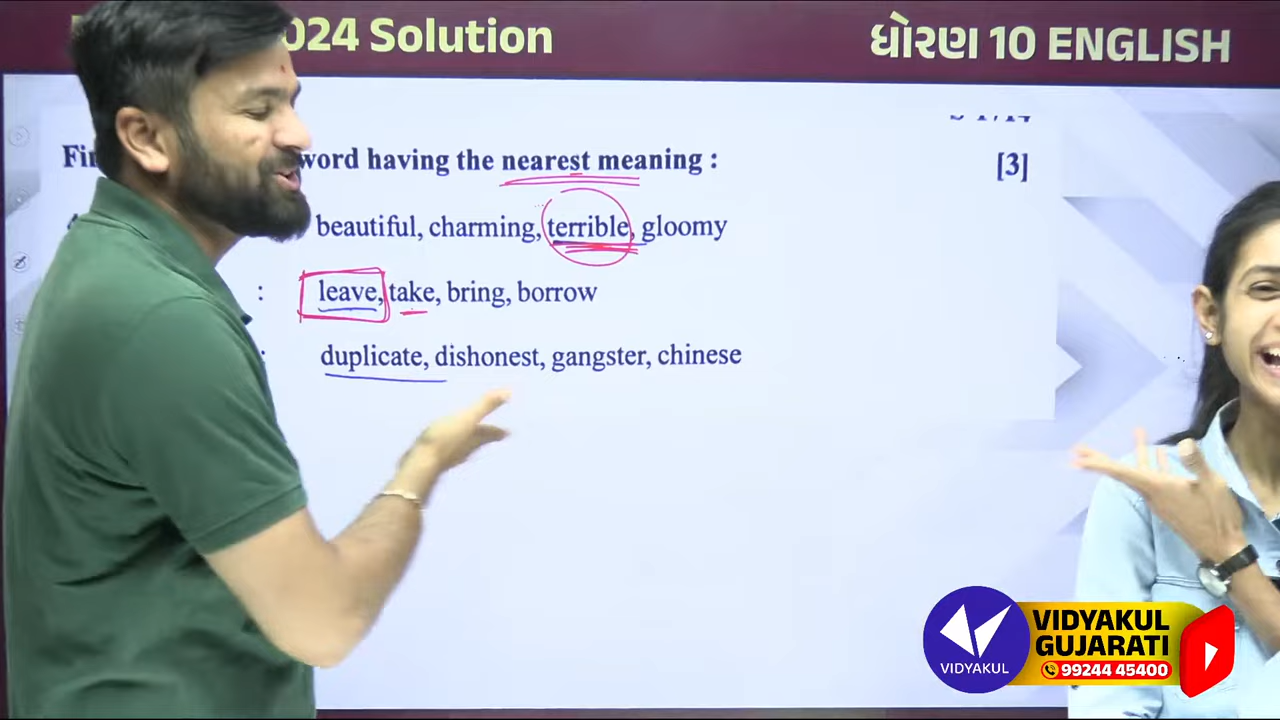 024 Solution
ધોરણ 10 ENGLISH
word having the nearest meaning : [3]
beautiful, charming, terrible, gloomy
: leave, take, bring, borrow
: duplicate, dishonest, gangster, chinese
VIDYAKUL
GUJARATI
99244 45400
VIDYAKUL